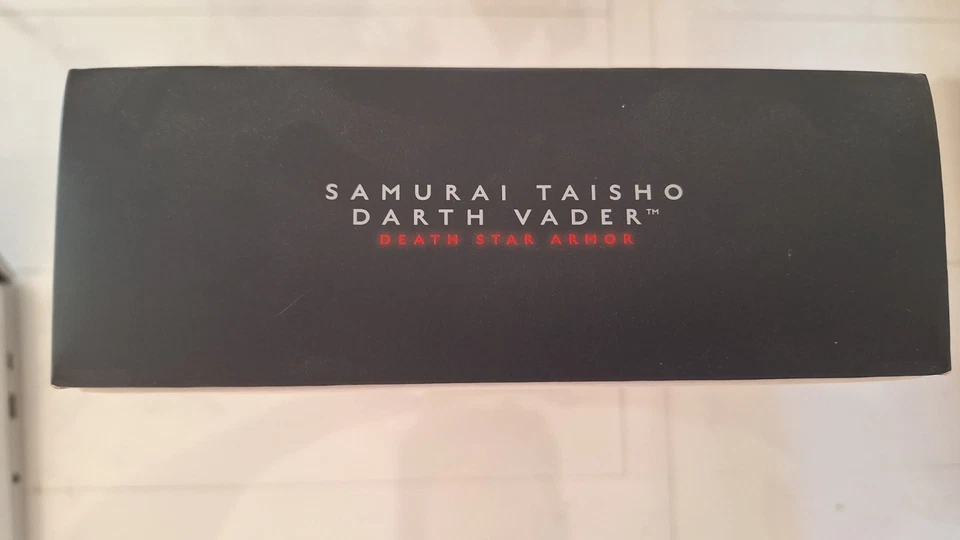 SAMURAI TAISHO
DARTH VADER™
DEATH STAR ARMOR